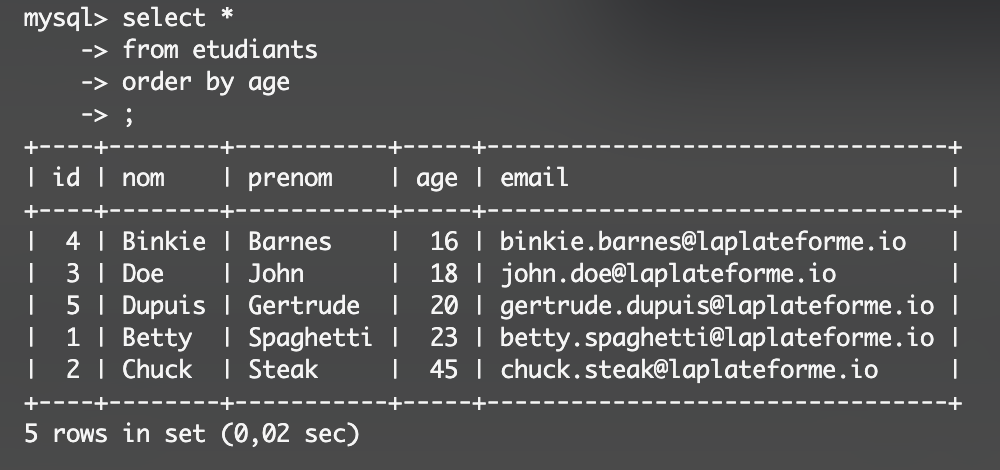 mysql> select *
    -> from etudiants
    -> order by age
    -> ;
+----+--------+-----------+-----+---------------------------------+
| id | nom    | prenom    | age | email                           |
+----+--------+-----------+-----+---------------------------------+
|  4 | Binkie | Barnes    |  16 | binkie.barnes@laplateforme.io   |
|  3 | Doe    | John      |  18 | john.doe@laplateforme.io        |
|  5 | Dupuis | Gertrude  |  20 | gertrude.dupuis@laplateforme.io |
|  1 | Betty  | Spaghetti |  23 | betty.spaghetti@laplateforme.io |
|  2 | Chuck  | Steak     |  45 | chuck.steak@laplateforme.io     |
+----+--------+-----------+-----+---------------------------------+
5 rows in set (0,02 sec)